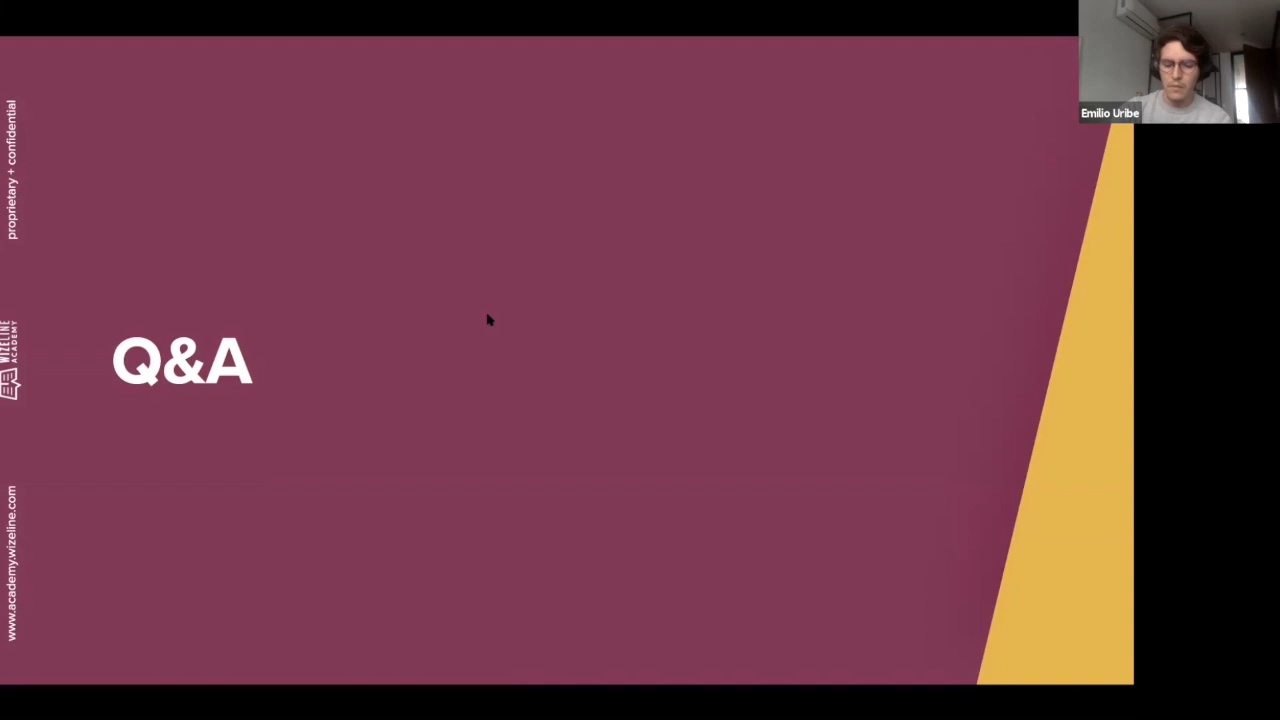 proprietary + confidential
WIZELINE
ACADEMY
www.academy.wizeline.com
Q&A
Emilio Uribe